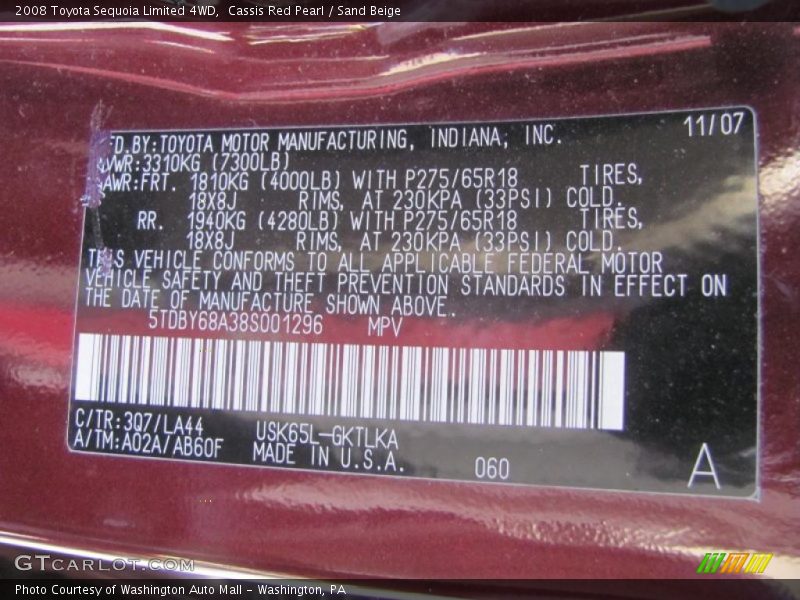 2008 Toyota Sequoia Limited 4WD, Cassis Red Pearl / Sand Beige
FD.BY:TOYOTA MOTOR MANUFACTURING, INDIANA, INC. 11/07
GVWR:3310KG (7300LB)
GAWR:FRT. 1810KG (4000LB) WITH P275/65R18 TIRES,
18X8J RIMS, AT 230KPA (33PSI) COLD.
RR. 1940KG (4280LB) WITH P275/65R18 TIRES,
18X8J RIMS, AT 230KPA (33PSI) COLD.
THIS VEHICLE CONFORMS TO ALL APPLICABLE FEDERAL MOTOR
VEHICLE SAFETY AND THEFT PREVENTION STANDARDS IN EFFECT ON
THE DATE OF MANUFACTURE SHOWN ABOVE.
5TDBY68A38S001296 MPV
C/TR:3Q7/LA44 USK65L-GKTLKA
A/TM:A02A/AB60F MADE IN U.S.A. 060 A
GTCARLOT.COM
Photo Courtesy of Washington Auto Mall - Washington, PA